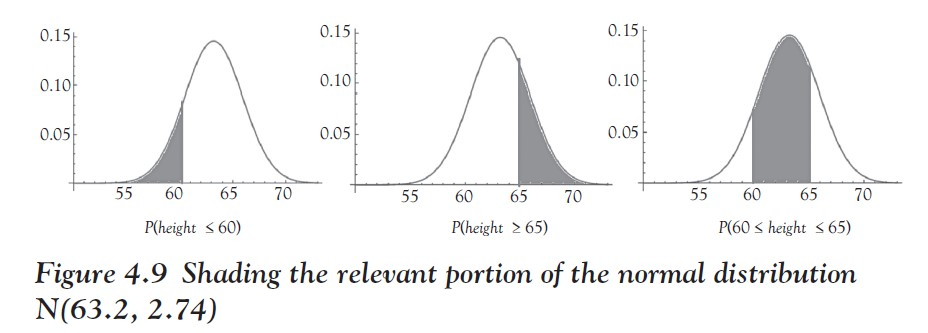 0.15 0.15 0.15
0.10 0.10 0.10
0.05 0.05 0.05
55 60 65 70 55 60 65 70 55 60 65 70
P(height ≤ 60) P(height ≥ 65) P(60 ≤ height ≤ 65)
Figure 4.9 Shading the relevant portion of the normal distribution
N(63.2, 2.74)